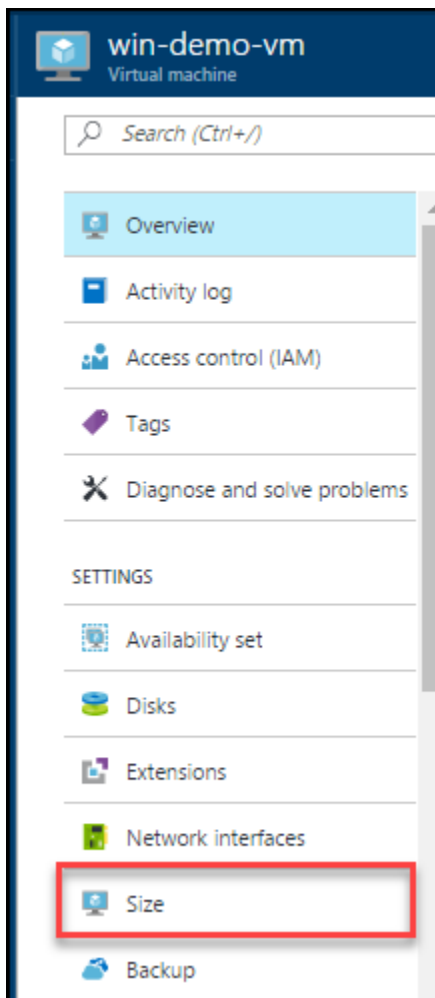 win-demo-vm
Virtual machine
Search (Ctrl+/)
Overview
Activity log
Access control (IAM)
Tags
Diagnose and solve problems
SETTINGS
Availability set
Disks
Extensions
Network interfaces
Size
Backup